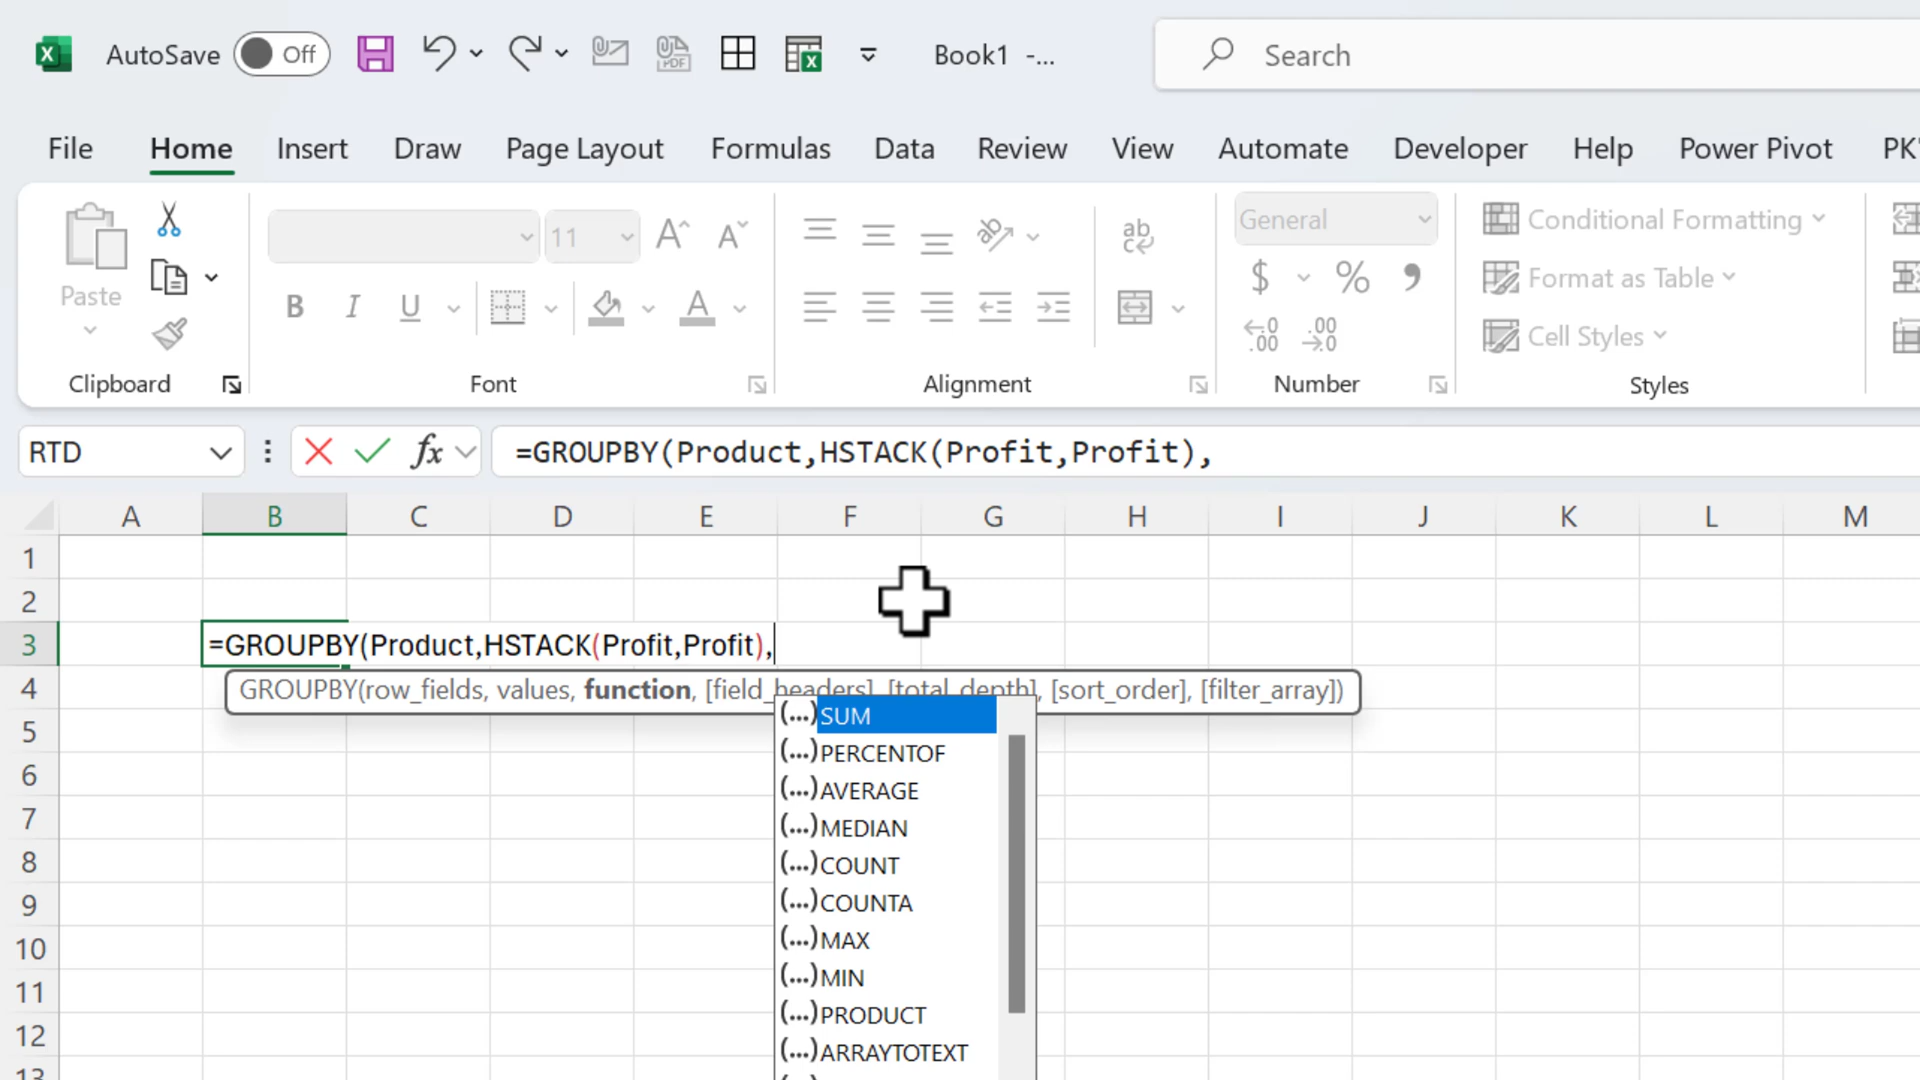 AutoSave Off Book1 -... Search
File Home Insert Draw Page Layout Formulas Data Review View Automate Developer Help Power Pivot PK'
Paste
11
General
Conditional Formatting
B I U
$ % ,
Format as Table
Cell Styles
Clipboard Font Alignment Number Styles
RTD fx =GROUPBY(Product,HSTACK(Profit,Profit),
A B C D E F G H I J K L M
1
2
3 =GROUPBY(Product,HSTACK(Profit,Profit),
4 GROUPBY(row_fields, values, function, [field_headers], [total_depth], [sort_order], [filter_array])
(...)SUM
5 (...)PERCENTOF
6 (...)AVERAGE
7 (...)MEDIAN
8 (...)COUNT
9 (...)COUNTA
10 (...)MAX
11 (...)MIN
(...)PRODUCT
12 (...)ARRAYTOTEXT
13